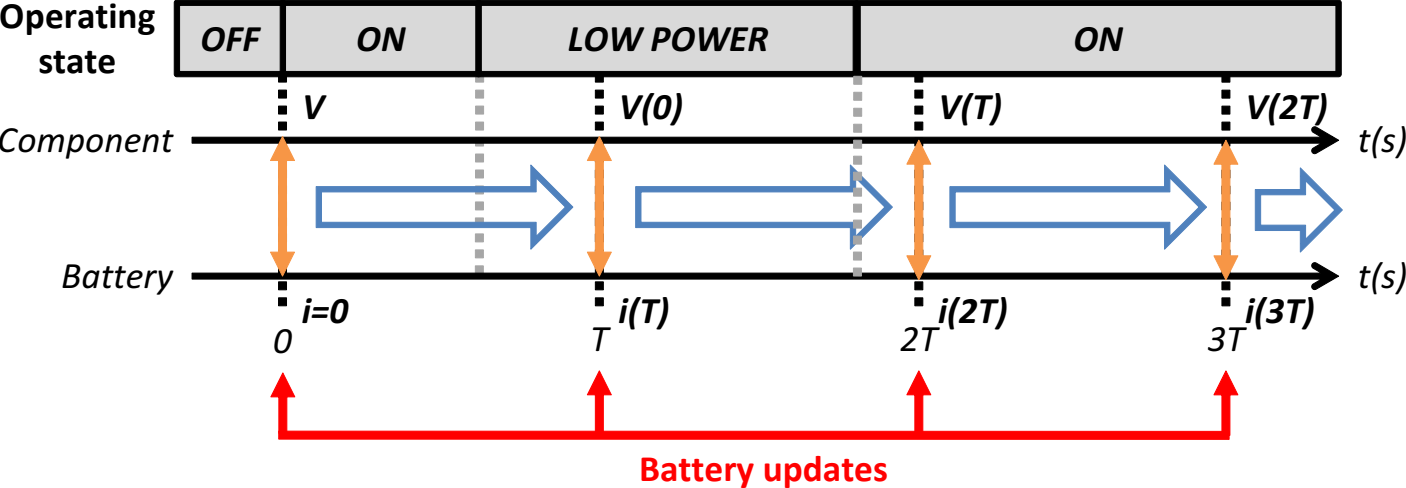 Operating
state
OFF ON LOW POWER ON
V V(0) V(T) V(2T)
Component t(s)
Battery t(s)
i=0 i(T) i(2T) i(3T)
0 T 2T 3T
Battery updates